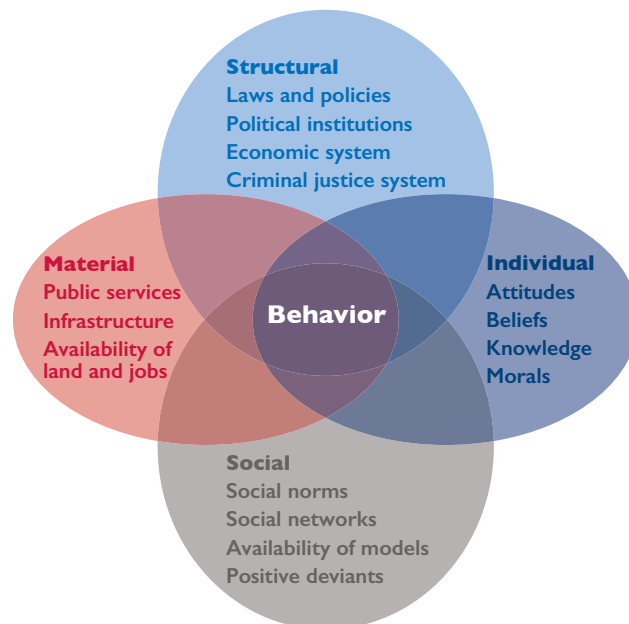 Structural
Laws and policies
Political institutions
Economic system
Criminal justice system
Material
Public services
Infrastructure
Availability of
land and jobs
Behavior
Individual
Attitudes
Beliefs
Knowledge
Morals
Social
Social norms
Social networks
Availability of models
Positive deviants